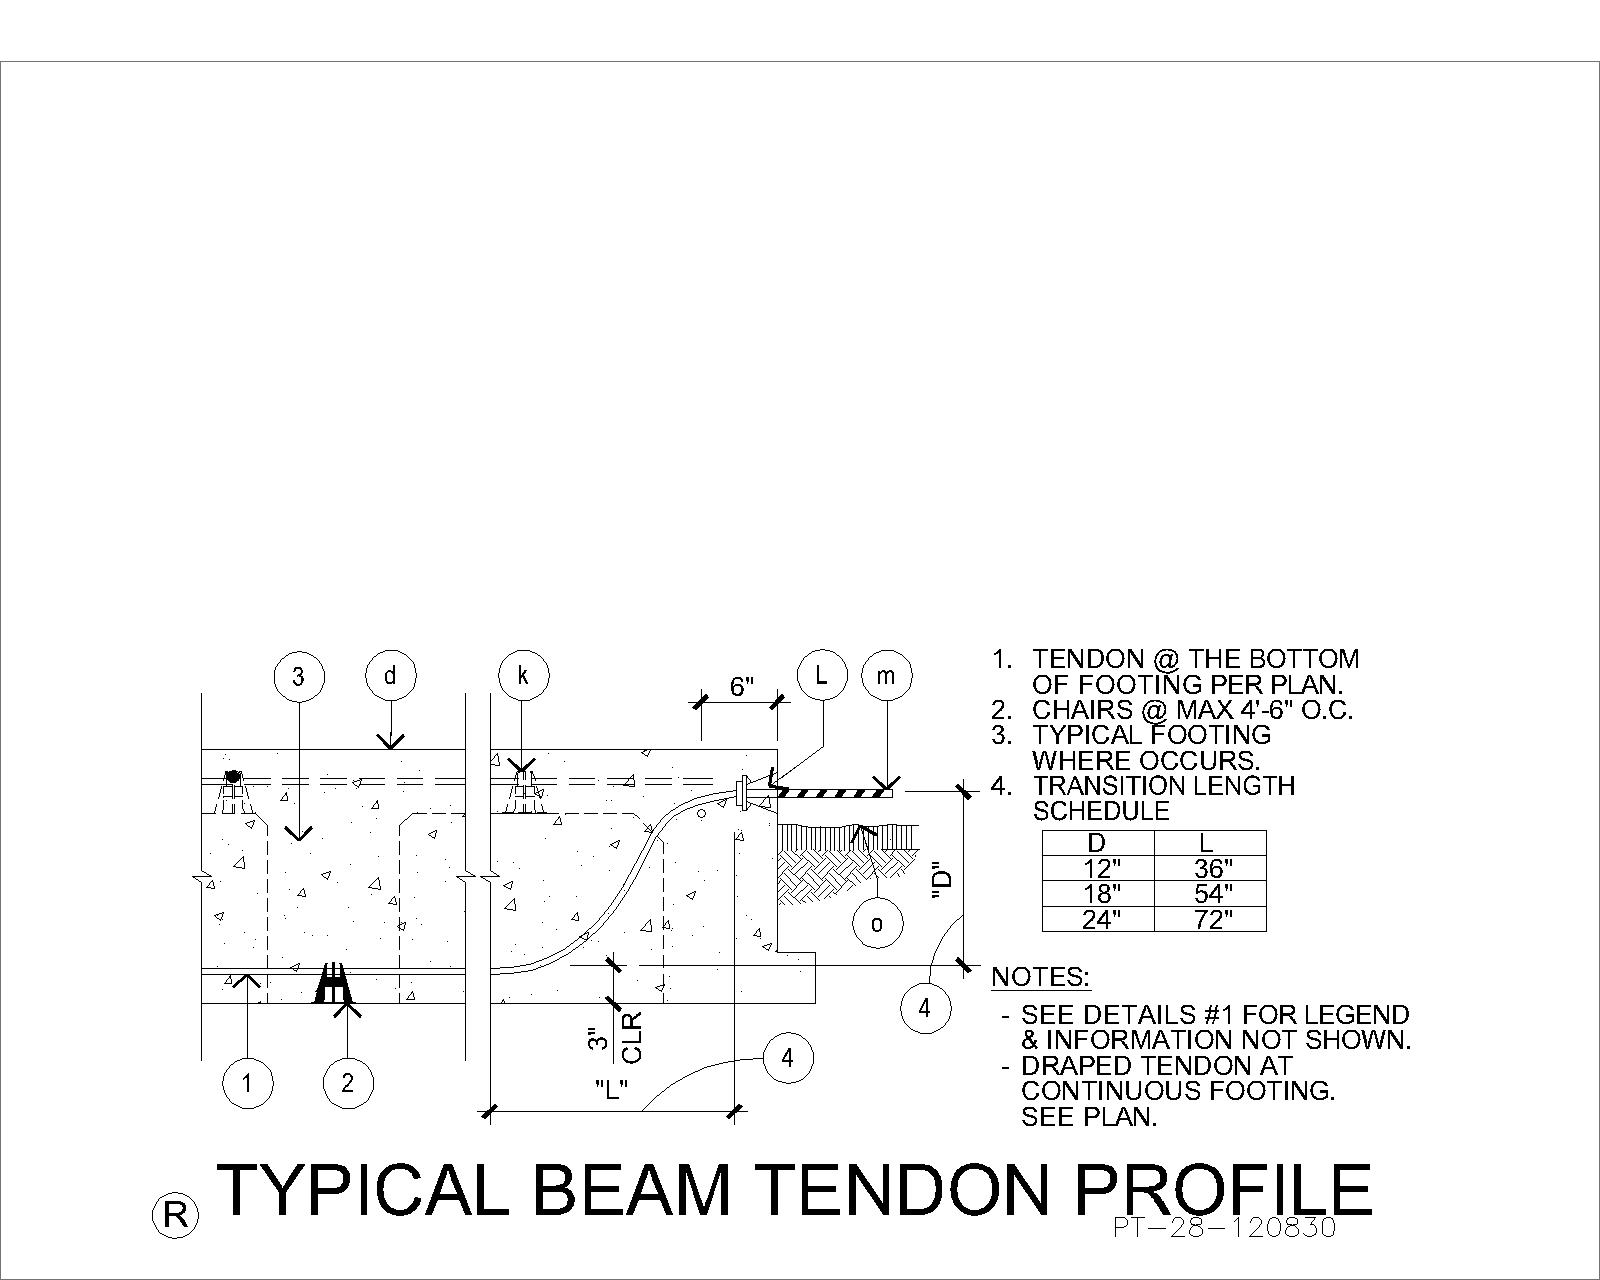 3
d
k
6"
L
m
1. TENDON @ THE BOTTOM
OF FOOTING PER PLAN.
2. CHAIRS @ MAX 4'-6" O.C.
3. TYPICAL FOOTING
WHERE OCCURS.
4. TRANSITION LENGTH
SCHEDULE
D L
12" 36"
18" 54"
24" 72"
"D"
o
4
3"
CLR
"L"
4
1
2
NOTES:
- SEE DETAILS #1 FOR LEGEND
& INFORMATION NOT SHOWN.
- DRAPED TENDON AT
CONTINUOUS FOOTING.
SEE PLAN.
R TYPICAL BEAM TENDON PROFILE
PT-28-120830